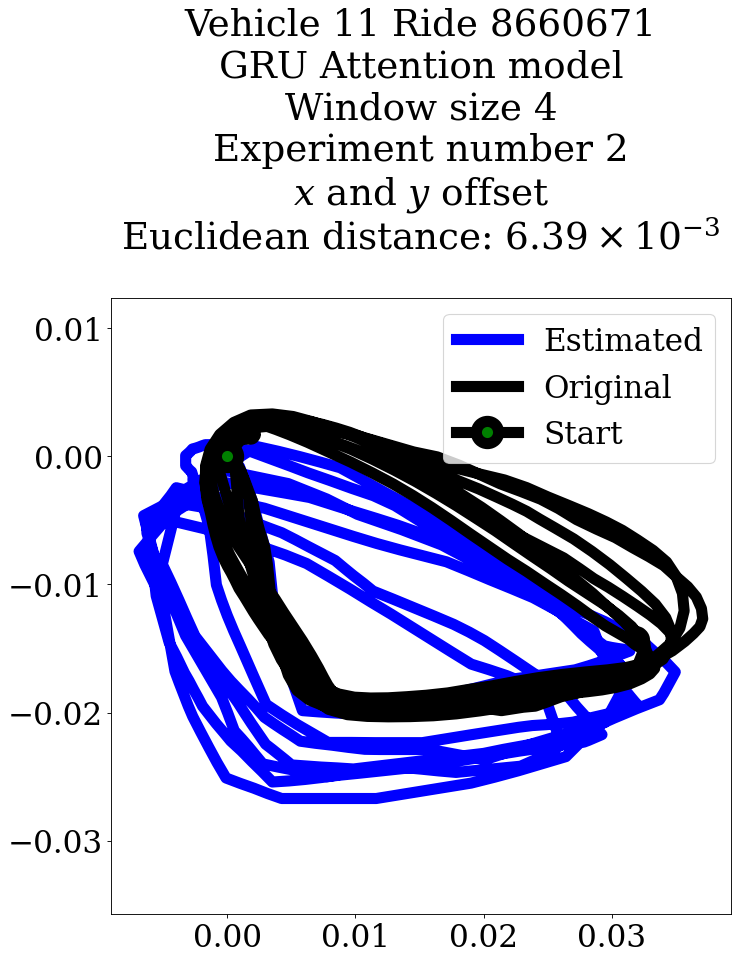 Vehicle 11 Ride 8660671
GRU Attention model
Window size 4
Experiment number 2
x and y offset
Euclidean distance: 6.39 × 10⁻³
Estimated
Original
Start
0.01
0.00
−0.01
−0.02
−0.03
0.00 0.01 0.02 0.03